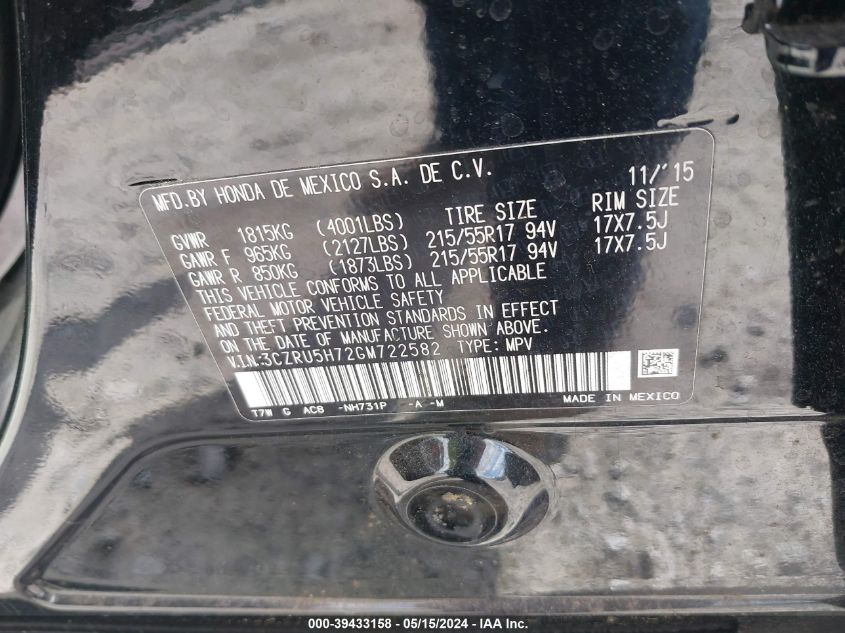 MFD.BY HONDA DE MEXICO S.A. DE C.V. 11/'15
GVWR 1815KG (4001LBS) TIRE SIZE RIM SIZE
GAWR F 965KG (2127LBS) 215/55R17 94V 17X7.5J
GAWR R 850KG (1873LBS) 215/55R17 94V 17X7.5J
THIS VEHICLE CONFORMS TO ALL APPLICABLE
FEDERAL MOTOR VEHICLE SAFETY
AND THEFT PREVENTION STANDARDS IN EFFECT
ON THE DATE OF MANUFACTURE SHOWN ABOVE.
V.I.N:3CZRU5H72GM722582 TYPE: MPV
T7W G ACB -NH731P -A -M MADE IN MEXICO
000-39433158 - 05/15/2024 - IAA Inc.